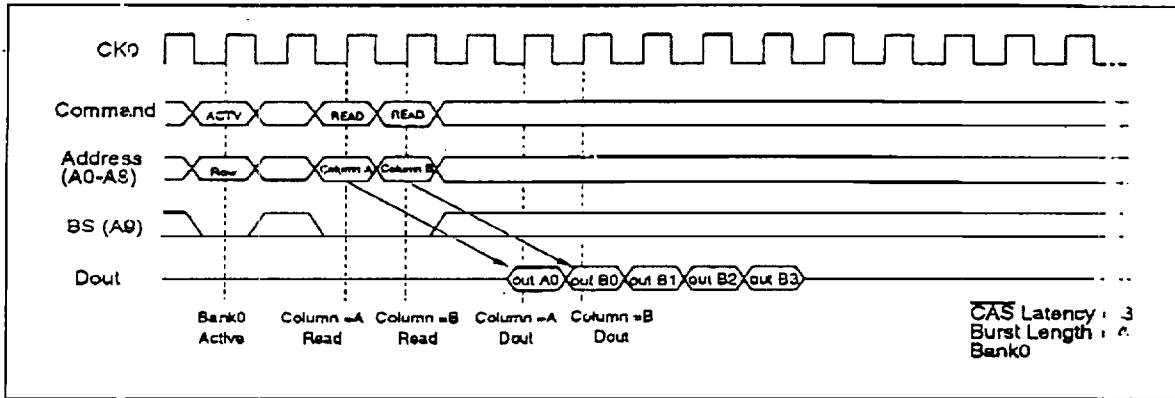 CK0
Command
ACTV
READ
READ
Address
(A0-A8)
Row
Column A
Column B
BS (A9)
Dout
out A0
out B0
out B1
out B2
out B3
Bank0
Active
Column =A
Read
Column =B
Read
Column =A
Dout
Column =B
Dout
CAS Latency : 3
Burst Length :
Bank0